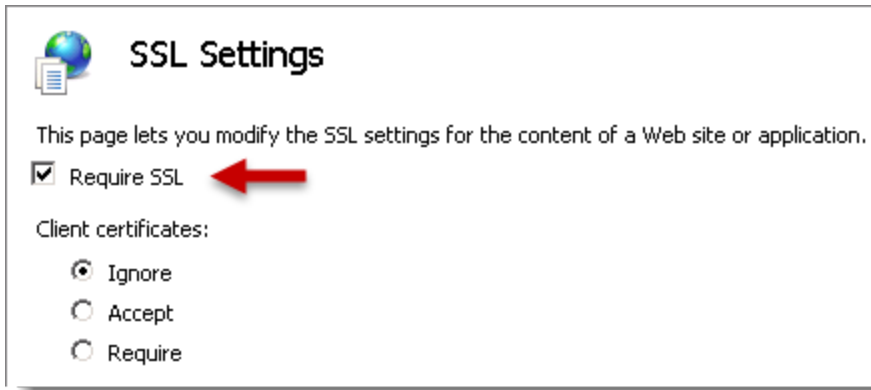 SSL Settings
This page lets you modify the SSL settings for the content of a Web site or application.
Require SSL
Client certificates:
Ignore
Accept
Require